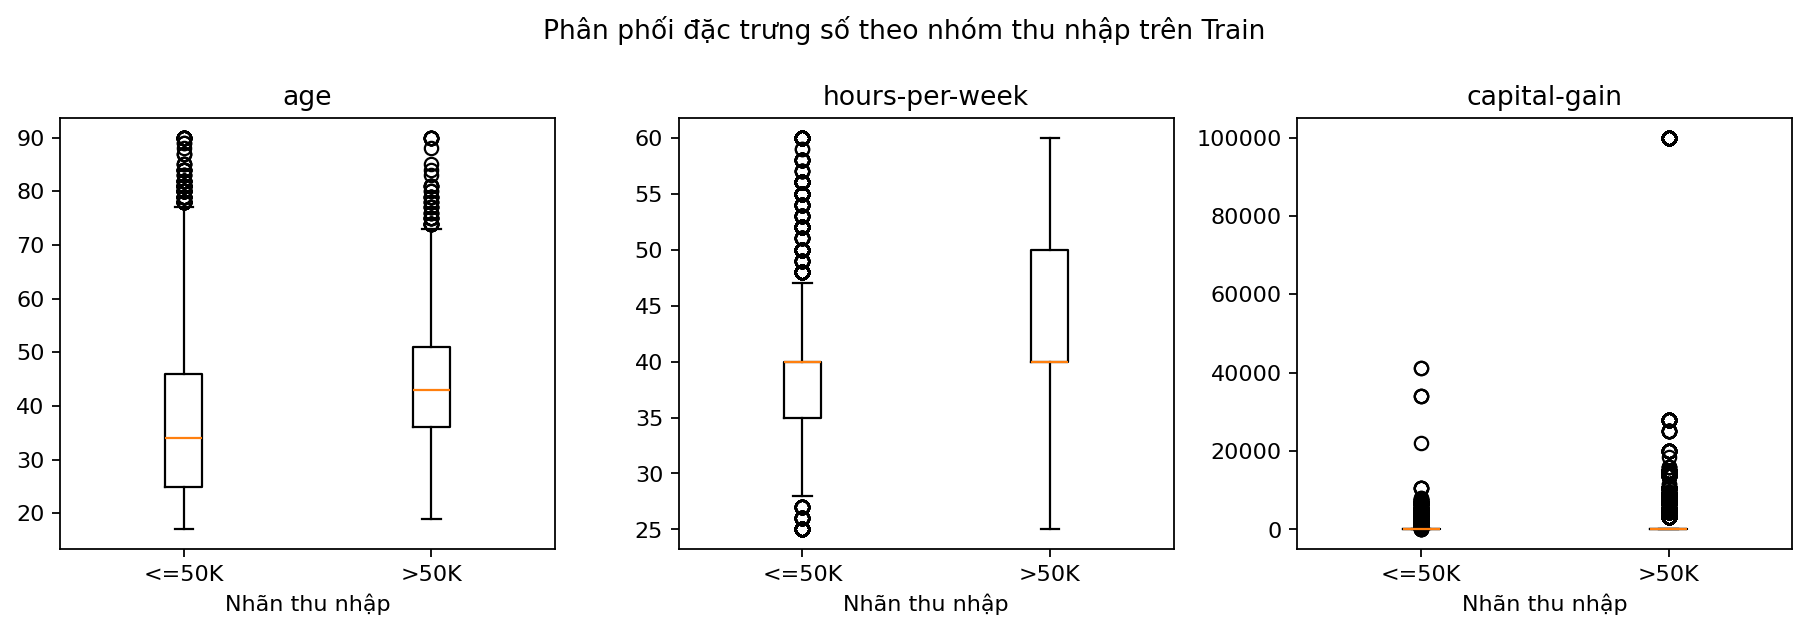 Phân phối đặc trưng số theo nhóm thu nhập trên Train
age
90
80
70
60
50
40
30
20
<=50K >50K
Nhãn thu nhập
hours-per-week
60
55
50
45
40
35
30
25
<=50K >50K
Nhãn thu nhập
capital-gain
100000
80000
60000
40000
20000
0
<=50K >50K
Nhãn thu nhập